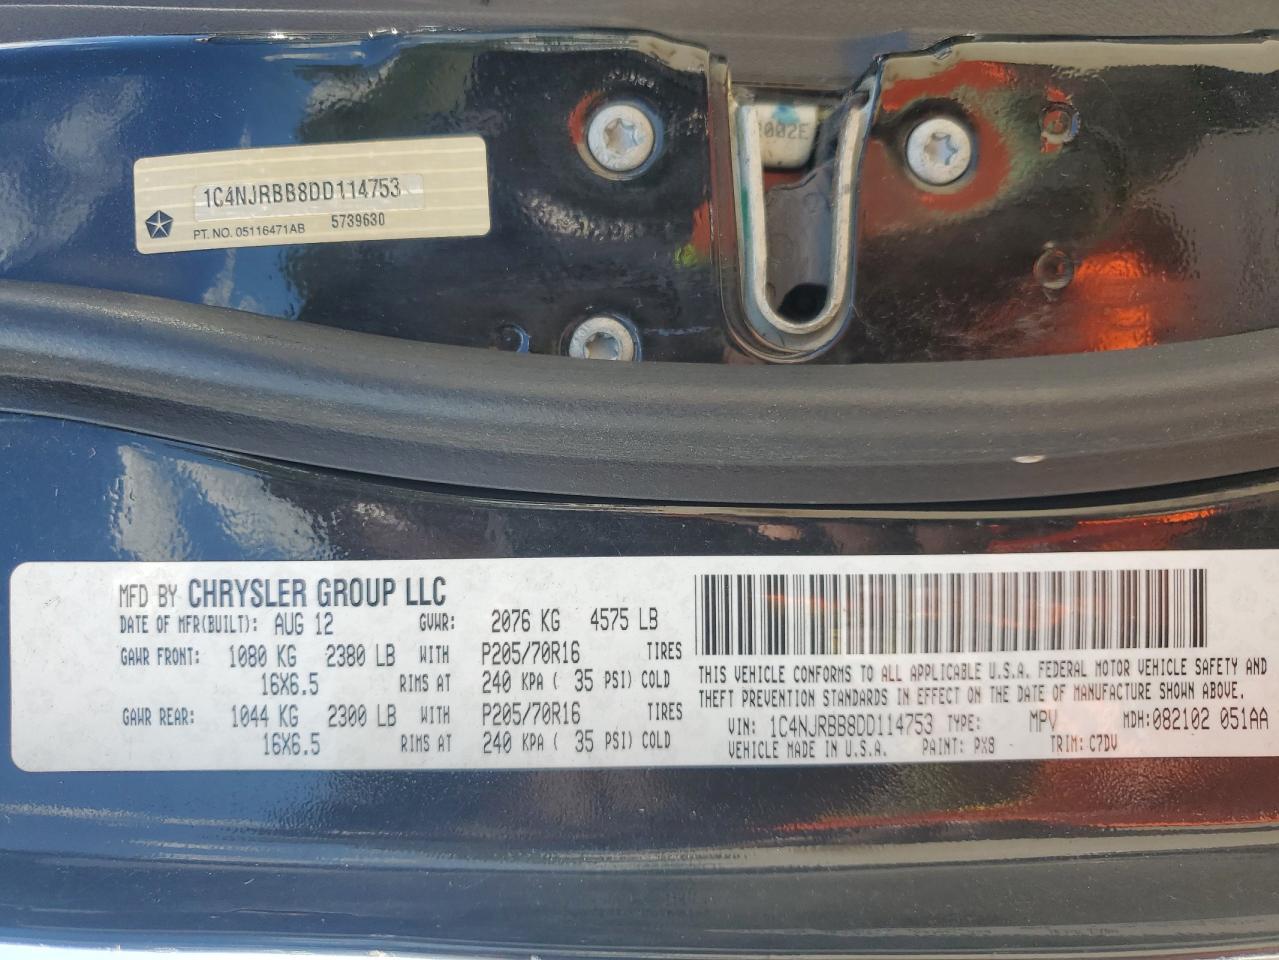 002E
1C4NJRBB8DD114753
PT. NO. 05116471AB 5739630
MFD BY CHRYSLER GROUP LLC
DATE OF MFR(BUILT): AUG 12 GVWR: 2076 KG 4575 LB
GAWR FRONT: 1080 KG 2380 LB WITH P205/70R16 TIRES
16X6.5 RIMS AT 240 KPA ( 35 PSI) COLD
GAWR REAR: 1044 KG 2300 LB WITH P205/70R16 TIRES
16X6.5 RIMS AT 240 KPA ( 35 PSI) COLD
THIS VEHICLE CONFORMS TO ALL APPLICABLE U.S.A. FEDERAL MOTOR VEHICLE SAFETY AND
THEFT PREVENTION STANDARDS IN EFFECT ON THE DATE OF MANUFACTURE SHOWN ABOVE.
VIN: 1C4NJRBB8DD114753 TYPE: MPV MDH: 082102 051AA
VEHICLE MADE IN U.S.A. PAINT: PX8 TRIM: C7DV